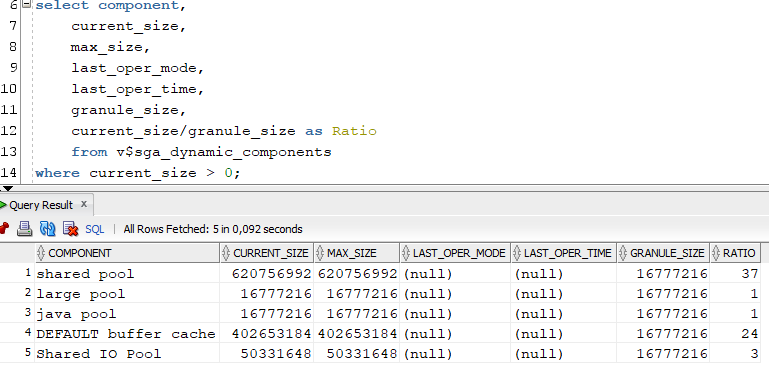 6 select component,
7 current_size,
8 max_size,
9 last_oper_mode,
10 last_oper_time,
11 granule_size,
12 current_size/granule_size as Ratio
13 from v$sga_dynamic_components
14 where current_size > 0;
Query Result x
SQL | All Rows Fetched: 5 in 0,092 seconds
COMPONENT CURRENT_SIZE MAX_SIZE LAST_OPER_MODE LAST_OPER_TIME GRANULE_SIZE RATIO
1 shared pool 620756992 620756992 (null) (null) 16777216 37
2 large pool 16777216 16777216 (null) (null) 16777216 1
3 java pool 16777216 16777216 (null) (null) 16777216 1
4 DEFAULT buffer cache 402653184 402653184 (null) (null) 16777216 24
5 Shared IO Pool 50331648 50331648 (null) (null) 16777216 3